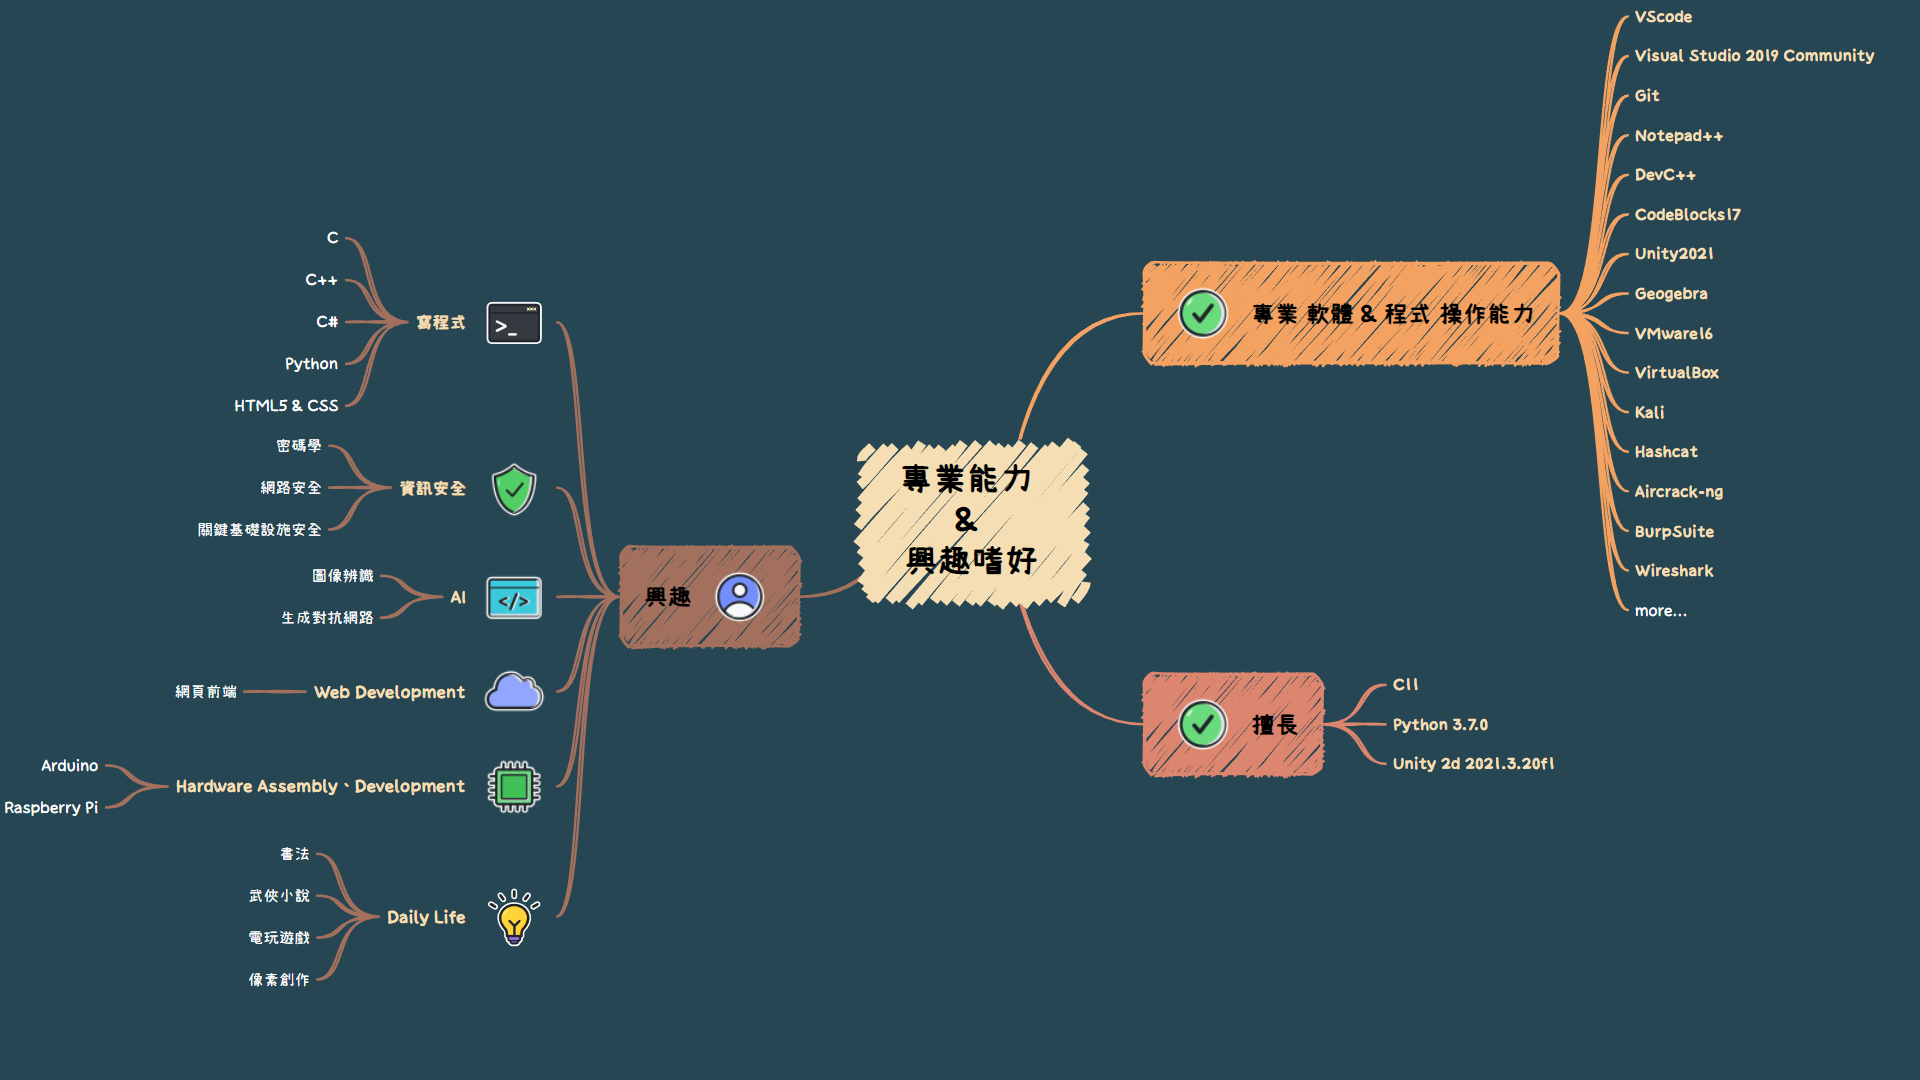 專業能力
&
興趣嗜好
專業 軟體 & 程式 操作能力
VScode
Visual Studio 2019 Community
Git
Notepad++
DevC++
CodeBlocks17
Unity2021
Geogebra
VMware16
VirtualBox
Kali
Hashcat
Aircrack-ng
BurpSuite
Wireshark
more...
擅長
C11
Python 3.7.0
Unity 2d 2021.3.20f1
興趣
>_
寫程式
C
C++
C#
Python
HTML5 & CSS
資訊安全
密碼學
網路安全
關鍵基礎設施安全
</>
AI
圖像辨識
生成對抗網路
Web Development
網頁前端
Hardware Assembly、Development
Arduino
Raspberry Pi
Daily Life
書法
武俠小說
電玩遊戲
像素創作